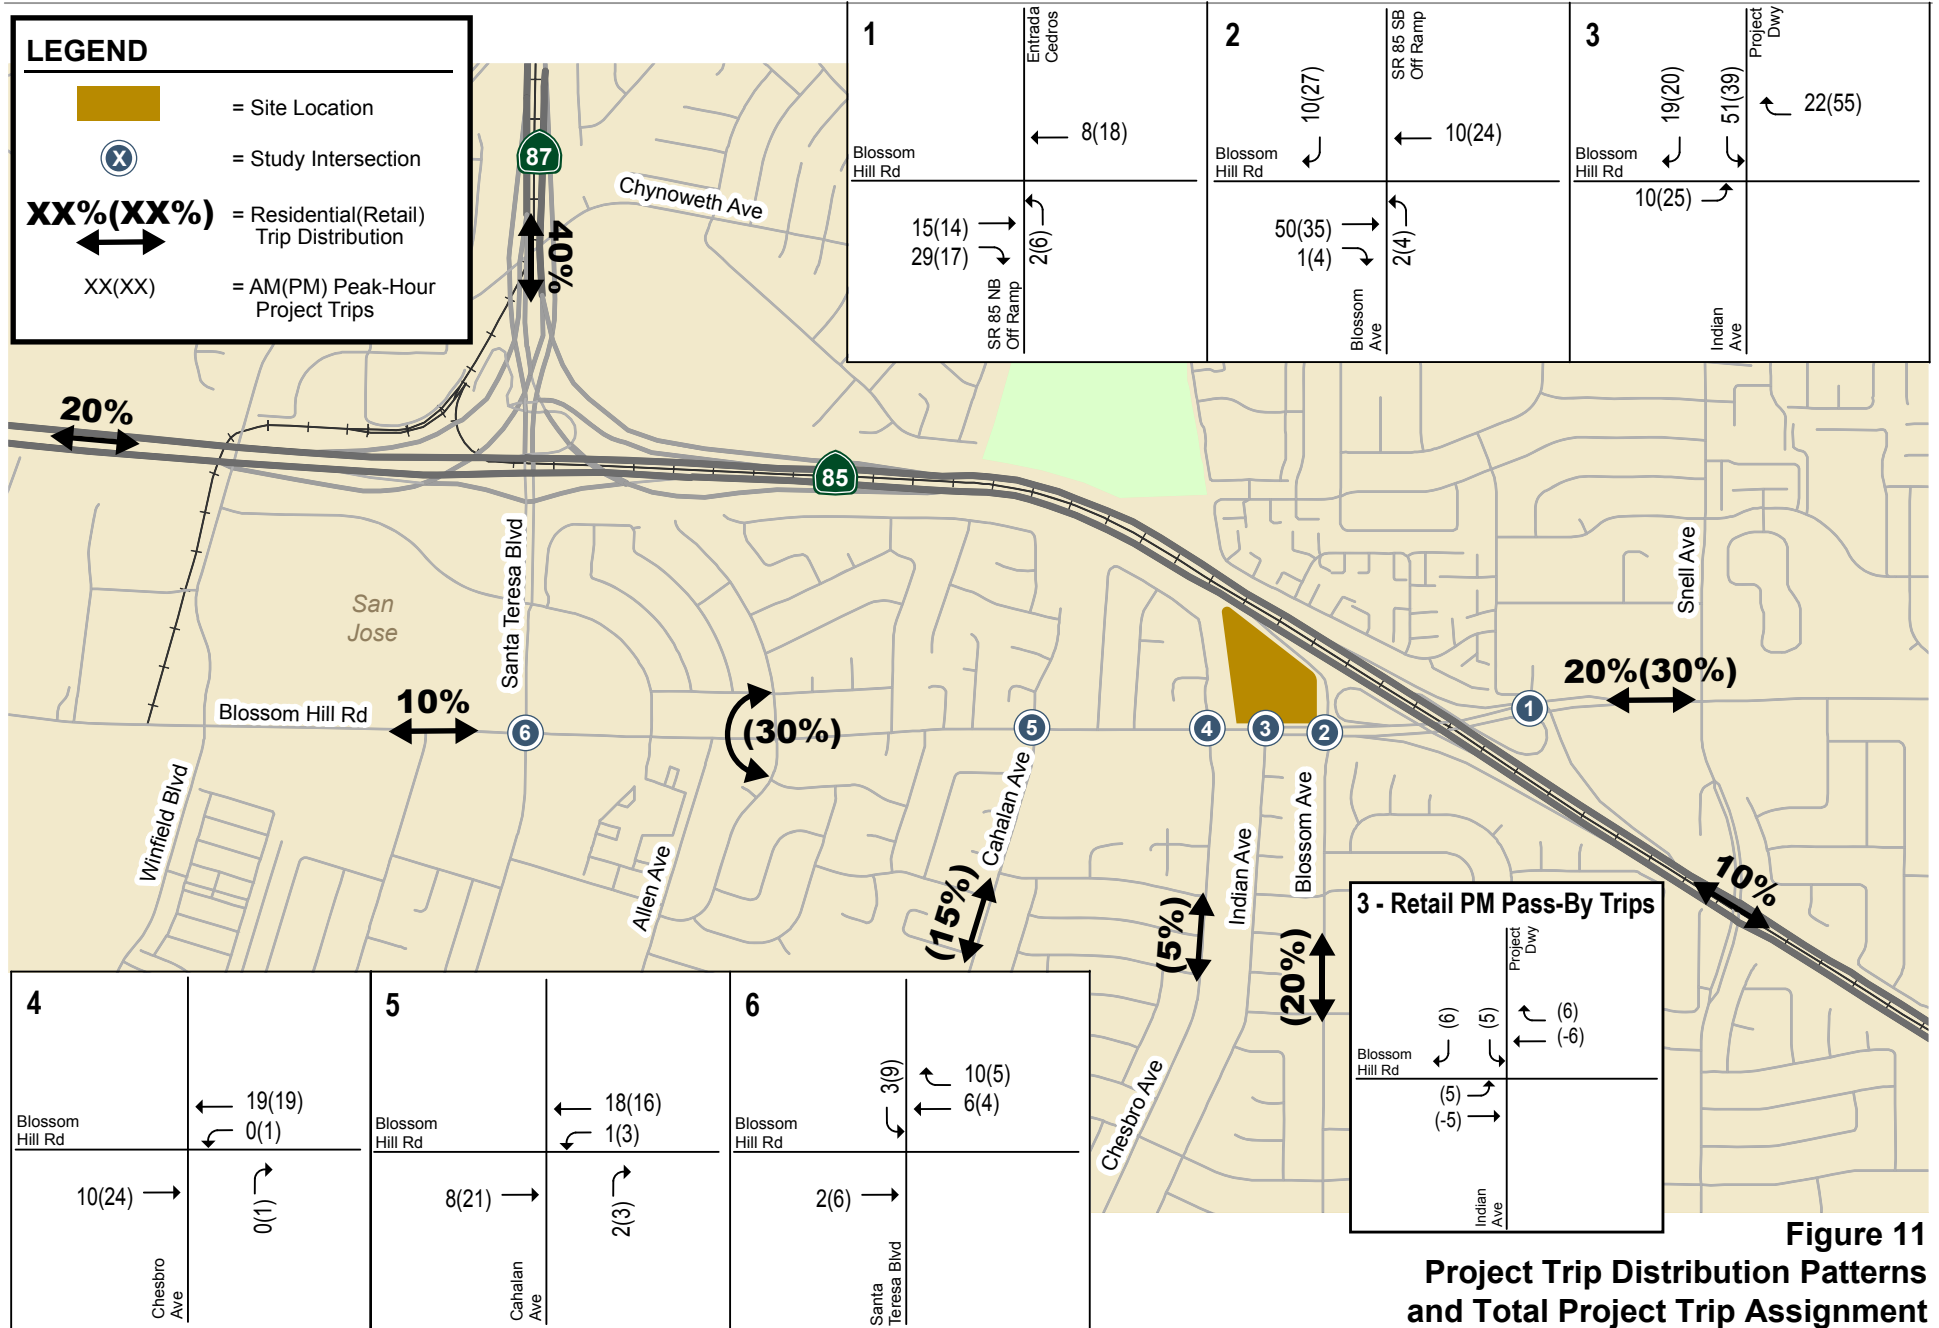 LEGEND
= Site Location
X
= Study Intersection
XX%(XX%)
= Residential(Retail)
Trip Distribution
XX(XX)
= AM(PM) Peak-Hour
Project Trips
1
Entrada
Cedros
8(18)
Blossom
Hill Rd
15(14)
29(17)
2(6)
SR 85 NB
Off Ramp
2
SR 85 SB
Off Ramp
10(27)
10(24)
Blossom
Hill Rd
50(35)
1(4)
2(4)
Blossom
Ave
3
Project
Dwy
19(20)
51(39)
22(55)
Blossom
Hill Rd
10(25)
Indian
Ave
87
Chynoweth Ave
40%
20%
85
San
Jose
Santa Teresa Blvd
Snell Ave
20%(30%)
10%
Blossom Hill Rd
6
(30%)
5
4
3
2
1
Winfield Blvd
Allen Ave
Cahalan Ave
(15%)
Indian Ave
Blossom Ave
(5%)
(20%)
10%
Chesbro Ave
3 - Retail PM Pass-By Trips
Project
Dwy
(6)
(5)
(6)
(-6)
Blossom
Hill Rd
(5)
(-5)
Indian
Ave
4
19(19)
0(1)
Blossom
Hill Rd
10(24)
0(1)
Chesbro
Ave
5
18(16)
1(3)
Blossom
Hill Rd
8(21)
2(3)
Cahalan
Ave
6
3(9)
10(5)
6(4)
Blossom
Hill Rd
2(6)
Santa
Teresa Blvd
Figure 11
Project Trip Distribution Patterns
and Total Project Trip Assignment